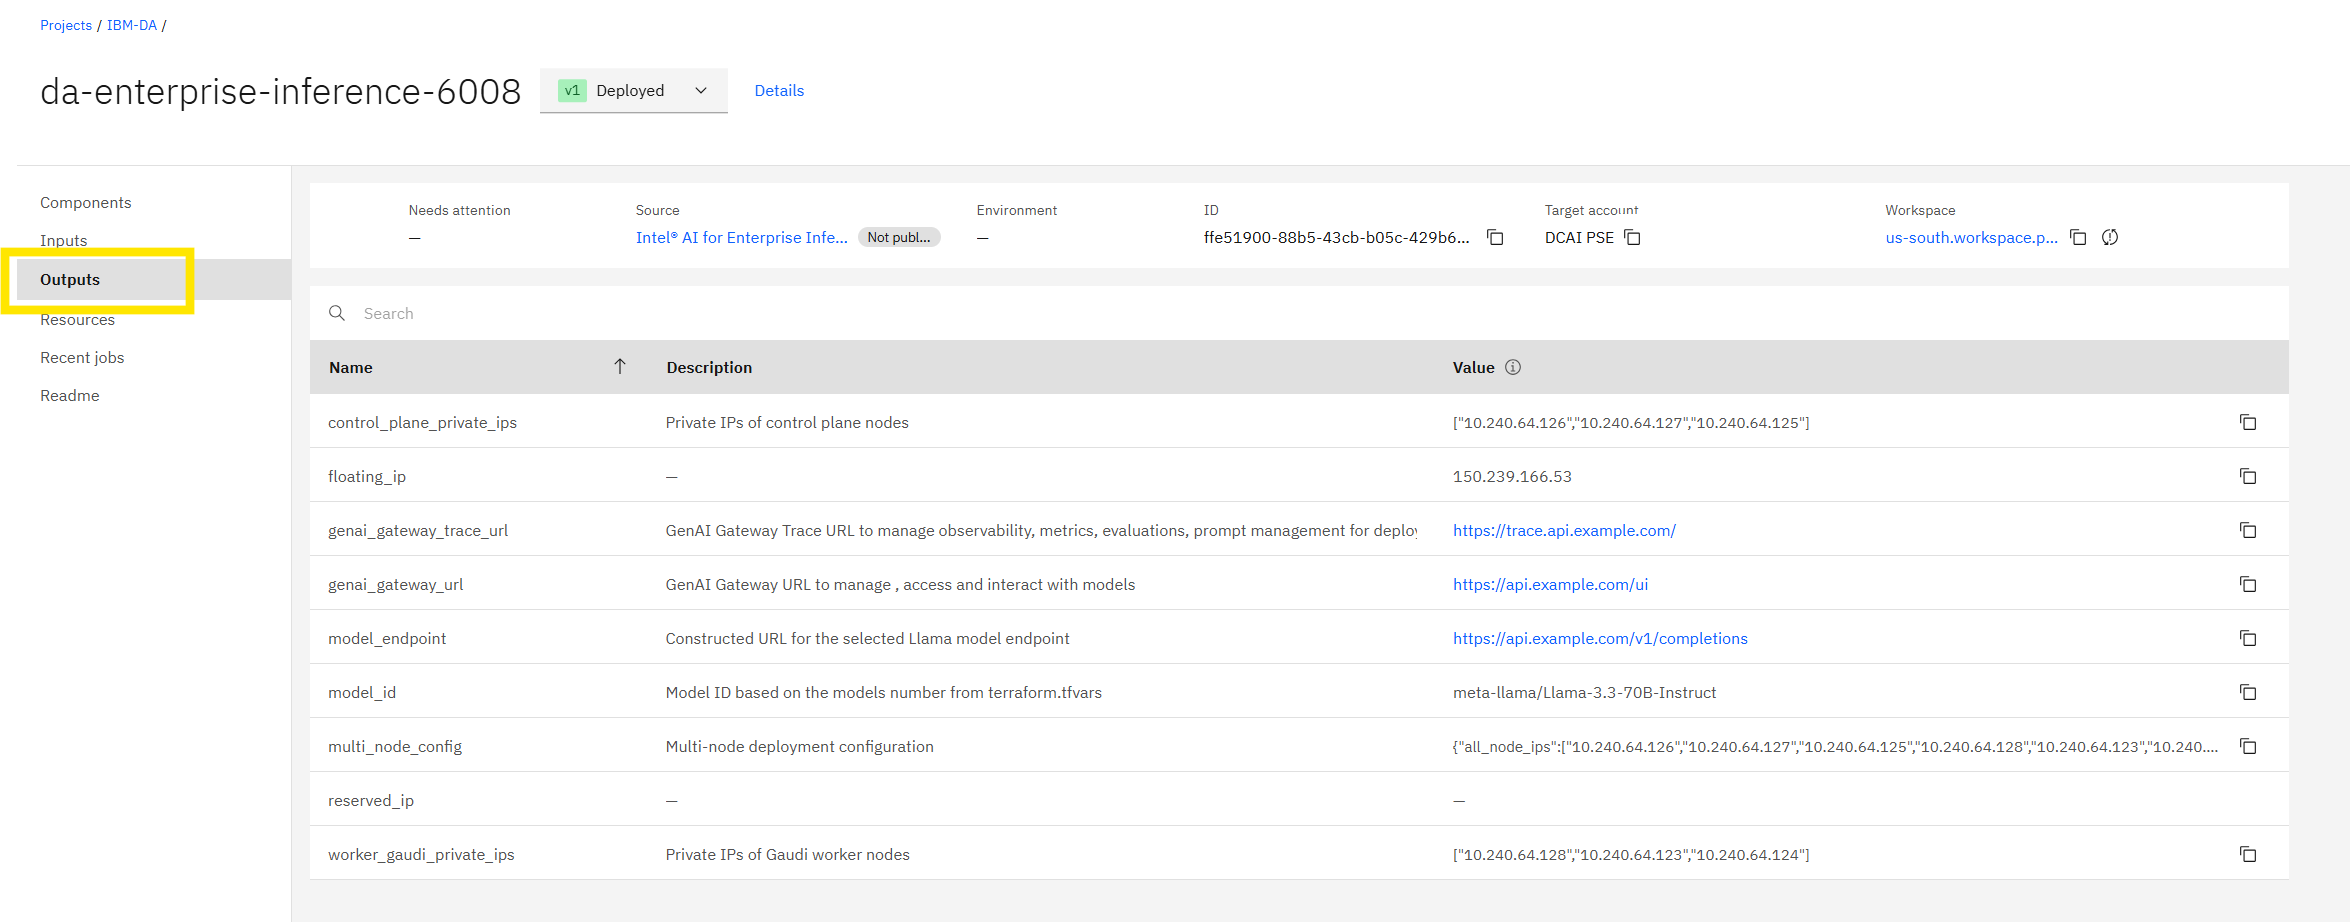 Projects / IBM-DA /
da-enterprise-inference-6008 v1 Deployed Details
Components
Inputs
Outputs
Resources
Recent jobs
Readme
Needs attention Source Environment ID Target account Workspace
— Intel® AI for Enterprise Infe... Not publ... — ffe51900-88b5-43cb-b05c-429b6... DCAI PSE us-south.workspace.p...
Search
Name Description Value
control_plane_private_ips Private IPs of control plane nodes ["10.240.64.126","10.240.64.127","10.240.64.125"]
floating_ip — 150.239.166.53
genai_gateway_trace_url GenAI Gateway Trace URL to manage observability, metrics, evaluations, prompt management for deploy https://trace.api.example.com/
genai_gateway_url GenAI Gateway URL to manage , access and interact with models https://api.example.com/ui
model_endpoint Constructed URL for the selected Llama model endpoint https://api.example.com/v1/completions
model_id Model ID based on the models number from terraform.tfvars meta-llama/Llama-3.3-70B-Instruct
multi_node_config Multi-node deployment configuration {"all_node_ips":["10.240.64.126","10.240.64.127","10.240.64.125","10.240.64.128","10.240.64.123","10.240....
reserved_ip — —
worker_gaudi_private_ips Private IPs of Gaudi worker nodes ["10.240.64.128","10.240.64.123","10.240.64.124"]